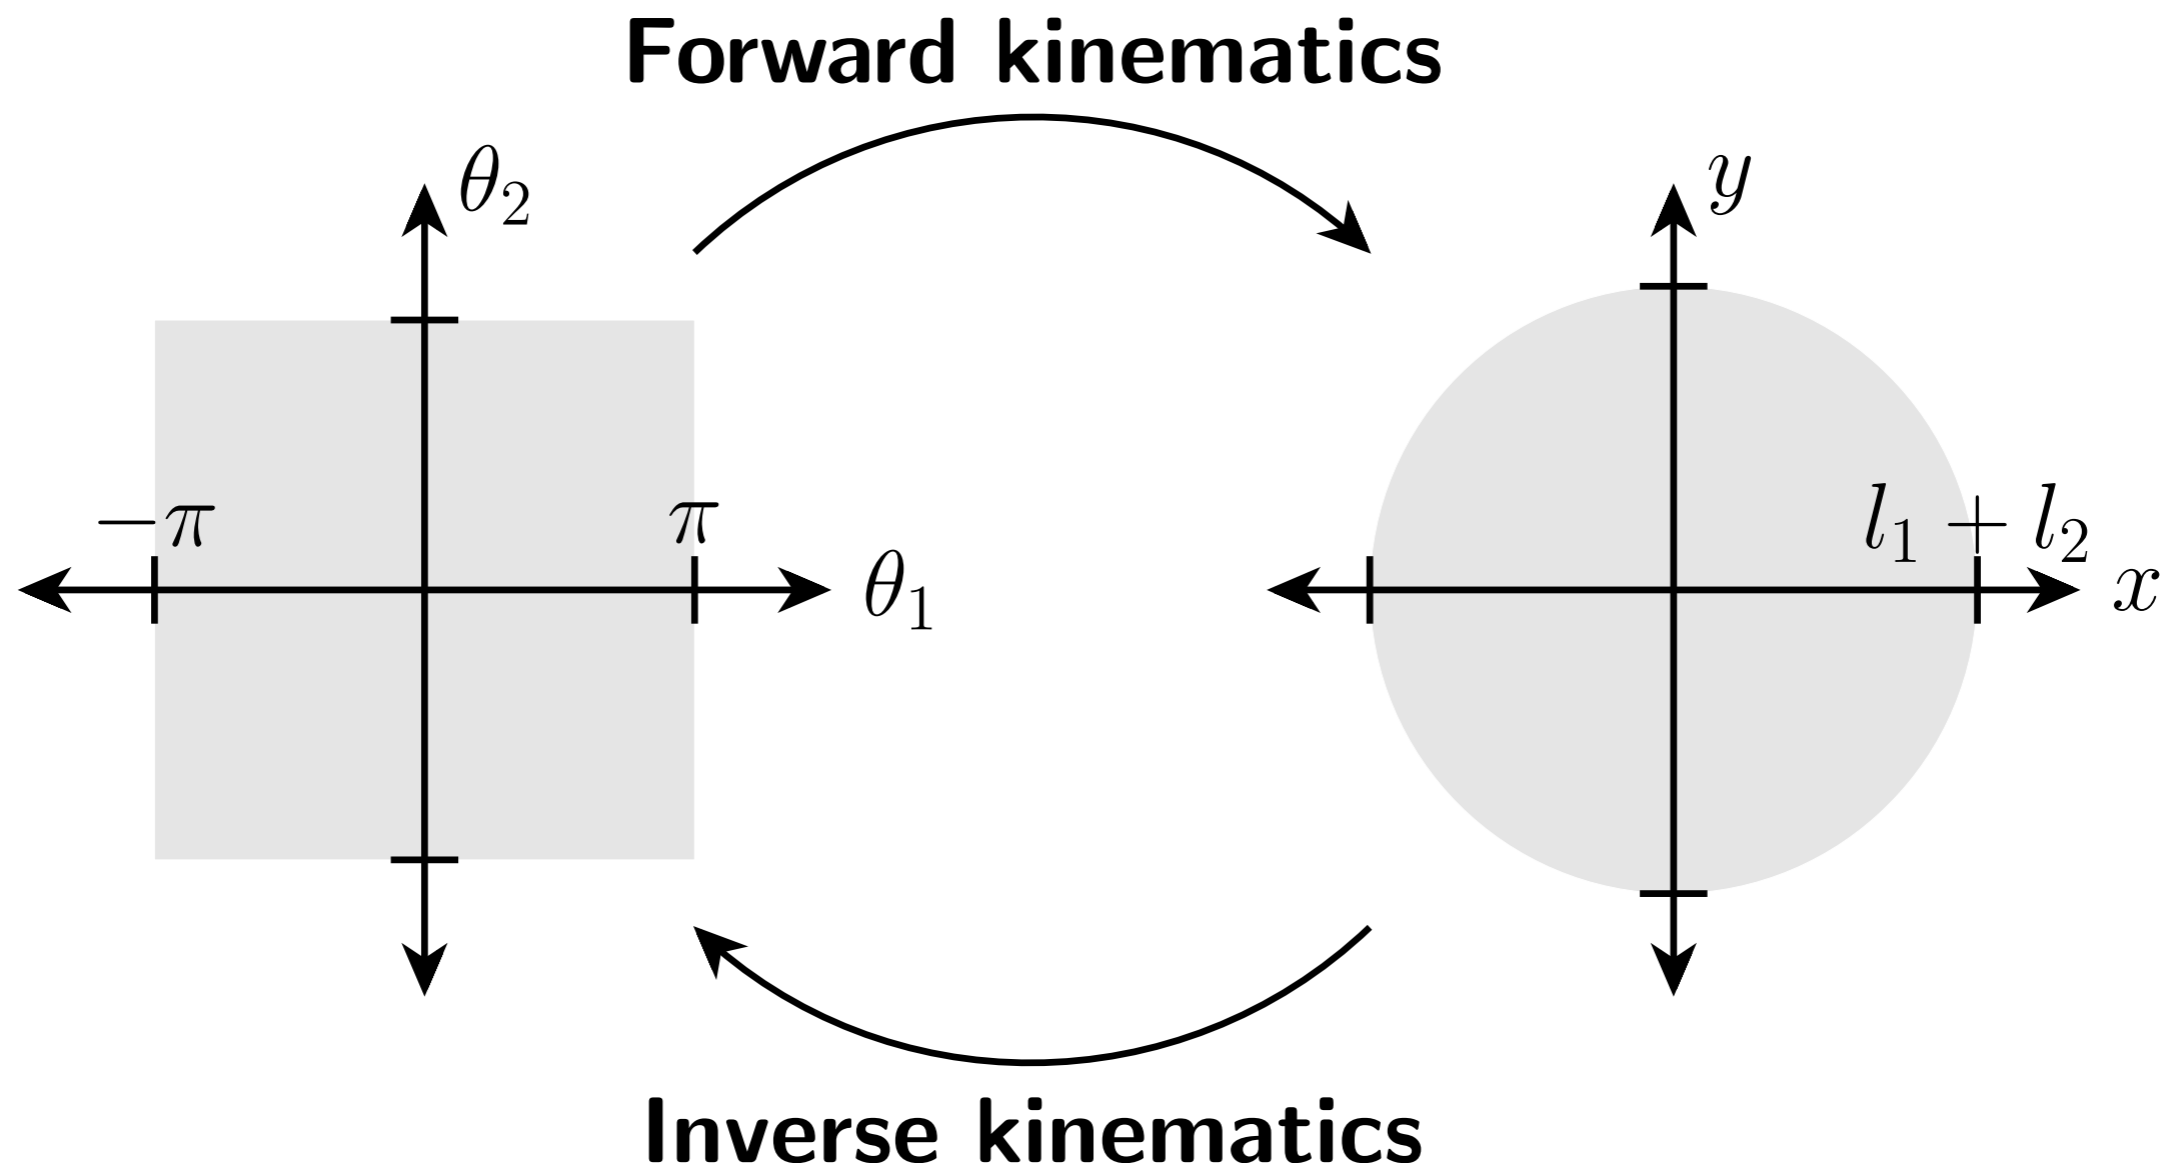 Forward kinematics
θ₂
y
−π
π
l₁ + l₂
θ₁
x
Inverse kinematics